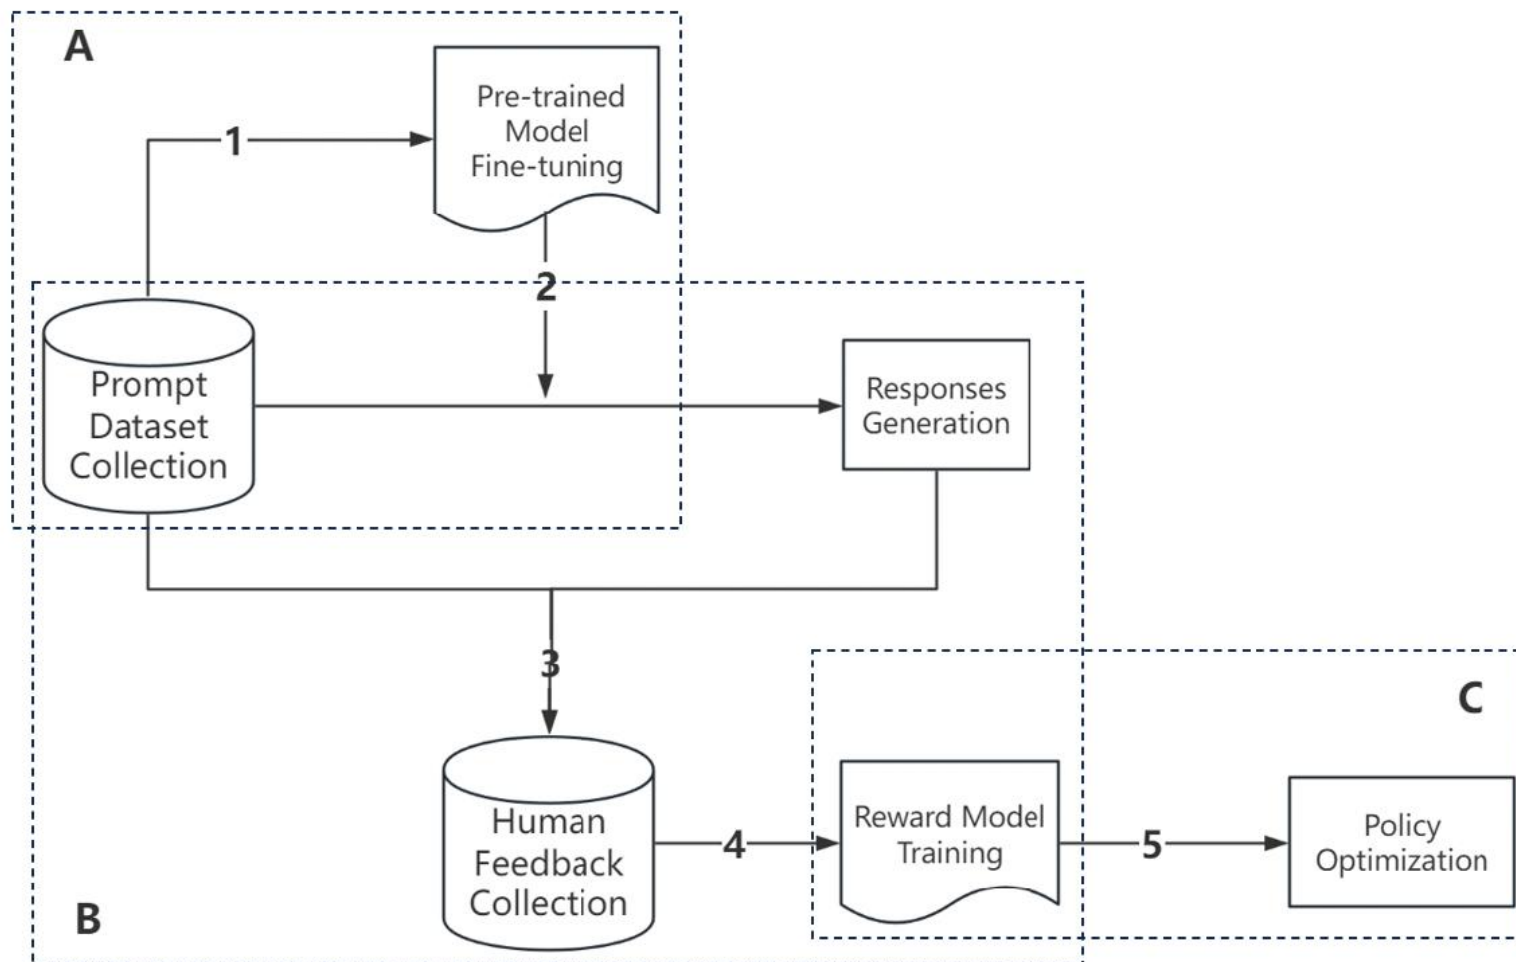 A
Pre-trained
Model
Fine-tuning
1
2
Prompt
Dataset
Collection
Responses
Generation
3
C
Human
Feedback
Collection
4
Reward Model
Training
5
Policy
Optimization
B